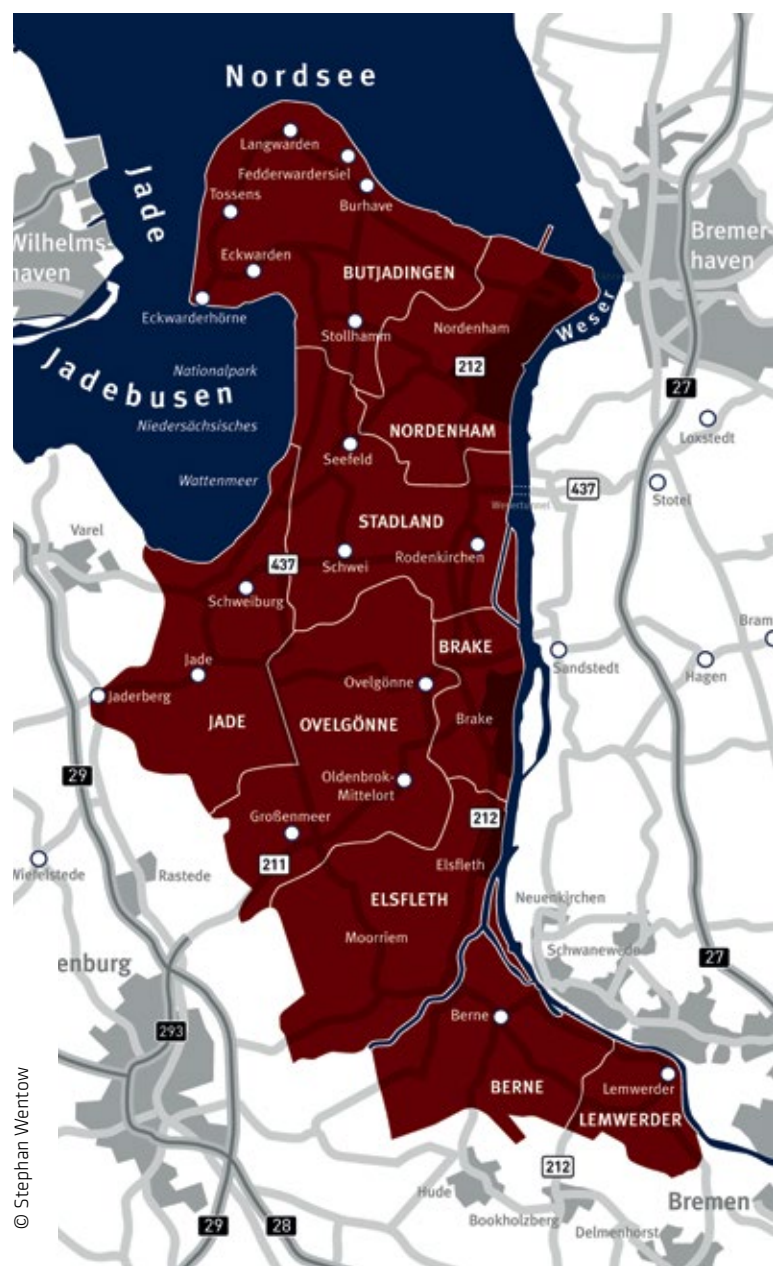 Nordsee
Jade
Langwarden
Fedderwardersiel
Tossens
Burhave
Wilhelms-
haven
Eckwarden
BUTJADINGEN
Bremer-
haven
Eckwarderhörne
Stollhamm
Nordenham
Weser
Jadebusen
Nationalpark
212
27
Niedersächsisches
NORDENHAM
Loxstedt
Seefeld
Wattenmeer
437
Stotel
Wesertunnel
STADLAND
Varel
437
Schwei
Rodenkirchen
Schweiburg
Bram
BRAKE
Sandstedt
Hagen
Jade
Ovelgönne
Jaderberg
JADE
OVELGÖNNE
Brake
29
Oldenbrok-
Mittelort
Großenmeer
212
211
Elsfleth
Wiefelstede
Rastede
ELSFLETH
Neuenkirchen
Moorriem
Schwanewede
27
enburg
Berne
293
BERNE
Lemwerder
LEMWERDER
212
Hude
Bookholzberg
Delmenhorst
Bremen
29
28
© Stephan Wentow